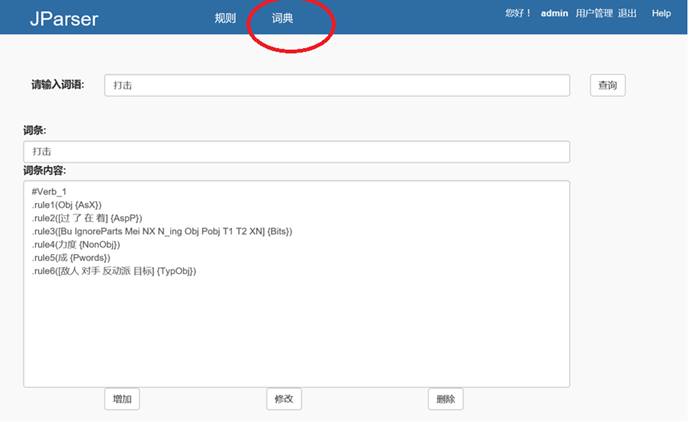 JParser 规则 词典 您好！ admin 用户管理 退出 Help
请输入词语: 打击 查询
词条:
打击
词条内容:
#Verb_1
.rule1(Obj {AsX})
.rule2([过 了 在 着] {AspP})
.rule3([Bu IgnoreParts Mei NX N_ing Obj Pobj T1 T2 XN] {Bits})
.rule4(力度 {NonObj})
.rule5(成 {Pwords})
.rule6([敌人 对手 反动派 目标] {TypObj})
增加 修改 删除